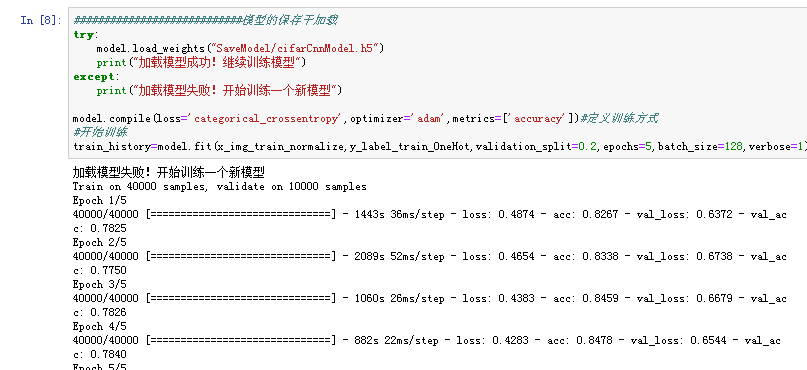 In [8]: ############################模型的保存于加载
try:
model.load_weights("SaveModel/cifarCnnModel.h5")
print("加载模型成功！继续训练模型")
except:
print("加载模型失败！开始训练一个新模型")
model.compile(loss='categorical_crossentropy',optimizer='adam',metrics=['accuracy'])#定义训练方式
#开始训练
train_history=model.fit(x_img_train_normalize,y_label_train_OneHot,validation_split=0.2,epochs=5,batch_size=128,verbose=1)
加载模型失败！开始训练一个新模型
Train on 40000 samples, validate on 10000 samples
Epoch 1/5
40000/40000 [==============================] - 1443s 36ms/step - loss: 0.4874 - acc: 0.8267 - val_loss: 0.6372 - val_ac
c: 0.7825
Epoch 2/5
40000/40000 [==============================] - 2089s 52ms/step - loss: 0.4654 - acc: 0.8338 - val_loss: 0.6738 - val_ac
c: 0.7750
Epoch 3/5
40000/40000 [==============================] - 1060s 26ms/step - loss: 0.4383 - acc: 0.8459 - val_loss: 0.6679 - val_ac
c: 0.7826
Epoch 4/5
40000/40000 [==============================] - 882s 22ms/step - loss: 0.4283 - acc: 0.8478 - val_loss: 0.6544 - val_ac
c: 0.7840
Epoch 5/5